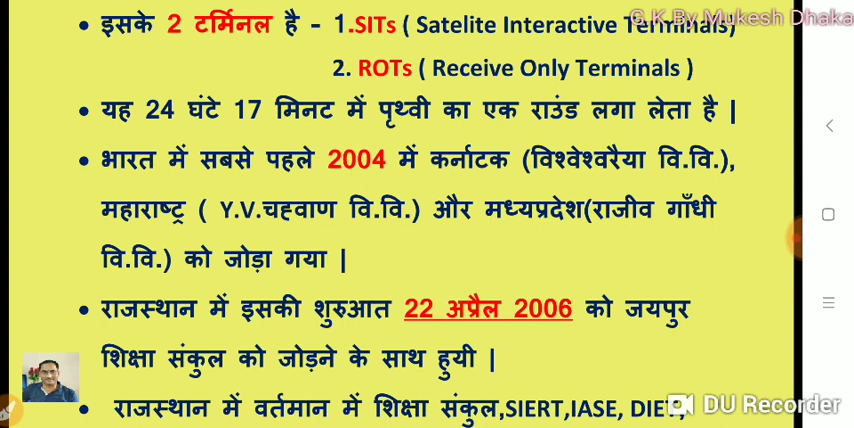 • इसके 2 टर्मिनल है - 1.SITs ( Satelite Interactive Terminals)
G K By Mukesh Dhaka
2. ROTs ( Receive Only Terminals )
• यह 24 घंटे 17 मिनट में पृथ्वी का एक राउंड लगा लेता है |
• भारत में सबसे पहले 2004 में कर्नाटक (विश्वेश्वरैया वि.वि.),
महाराष्ट्र ( Y.V.चह्वाण वि.वि.) और मध्यप्रदेश(राजीव गाँधी
वि.वि.) को जोड़ा गया |
• राजस्थान में इसकी शुरुआत 22 अप्रैल 2006 को जयपुर
शिक्षा संकुल को जोड़ने के साथ हुयी |
• राजस्थान में वर्तमान में शिक्षा संकुल,SIERT,IASE, DIET,
DU Recorder